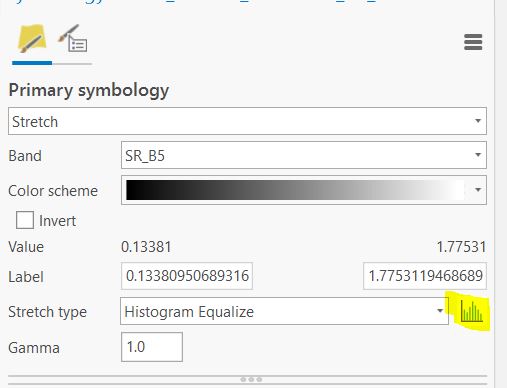 Primary symbology
Stretch
Band SR_B5
Color scheme
Invert
Value 0.13381 1.77531
Label 0.13380950689316 1.7753119468689
Stretch type Histogram Equalize
Gamma 1.0